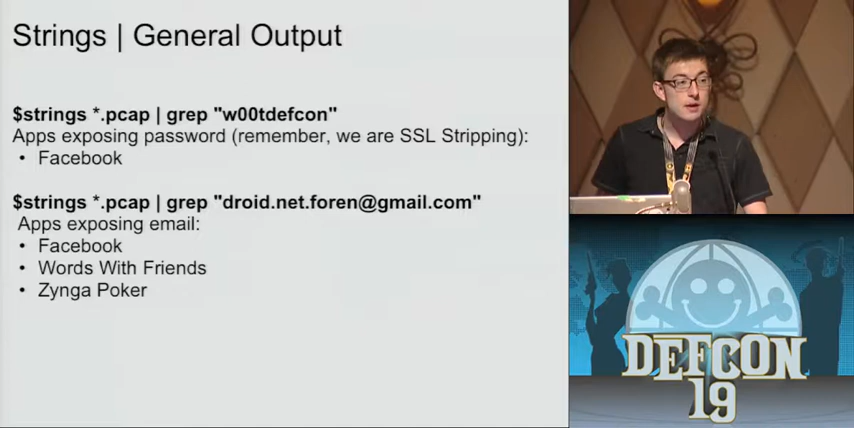 Strings | General Output
$strings *.pcap | grep "w00tdefcon"
Apps exposing password (remember, we are SSL Stripping):
• Facebook
$strings *.pcap | grep "droid.net.foren@gmail.com"
Apps exposing email:
• Facebook
• Words With Friends
• Zynga Poker
DEFCON
19